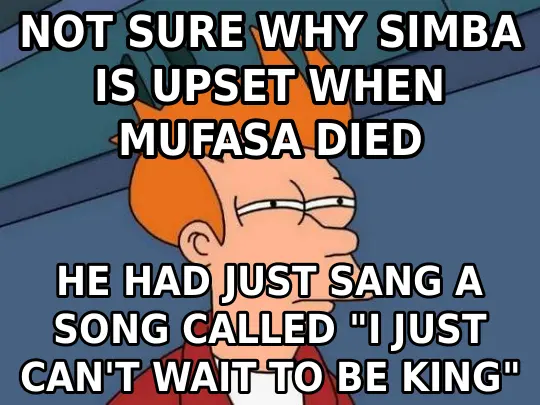 NOT SURE WHY SIMBA
IS UPSET WHEN
MUFASA DIED
HE HAD JUST SANG A
SONG CALLED "I JUST
CAN'T WAIT TO BE KING"